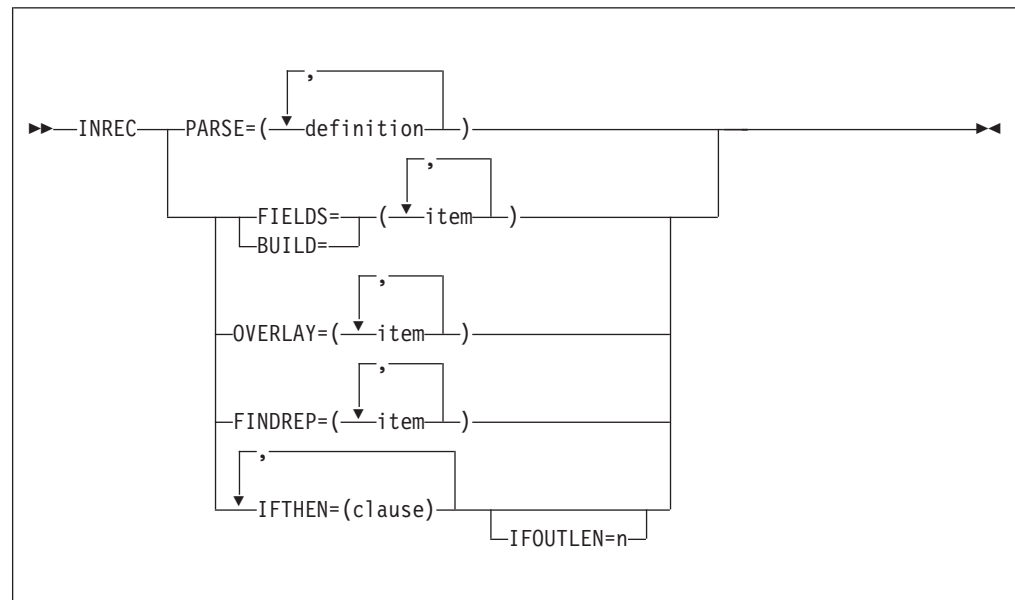 ,
INREC PARSE=( definition )
,
FIELDS= ( item )
BUILD=
,
OVERLAY=( item )
,
FINDREP=( item )
,
IFTHEN=(clause)
IFOUTLEN=n